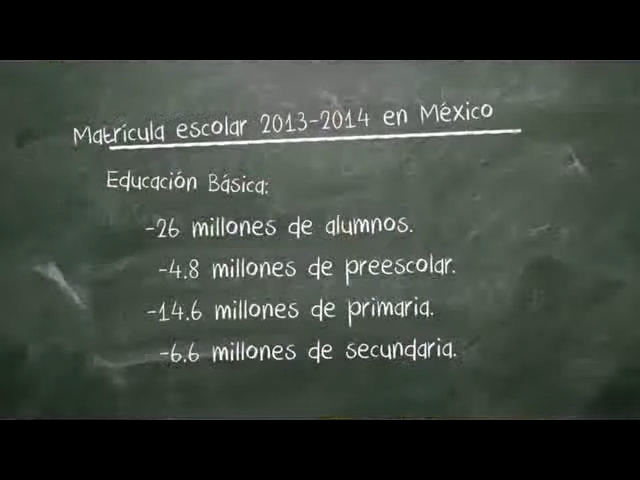 Matrícula escolar 2013-2014 en México
Educación Básica:
-26 millones de alumnos.
-4.8 millones de preescolar.
-14.6 millones de primaria.
-6.6 millones de secundaria.